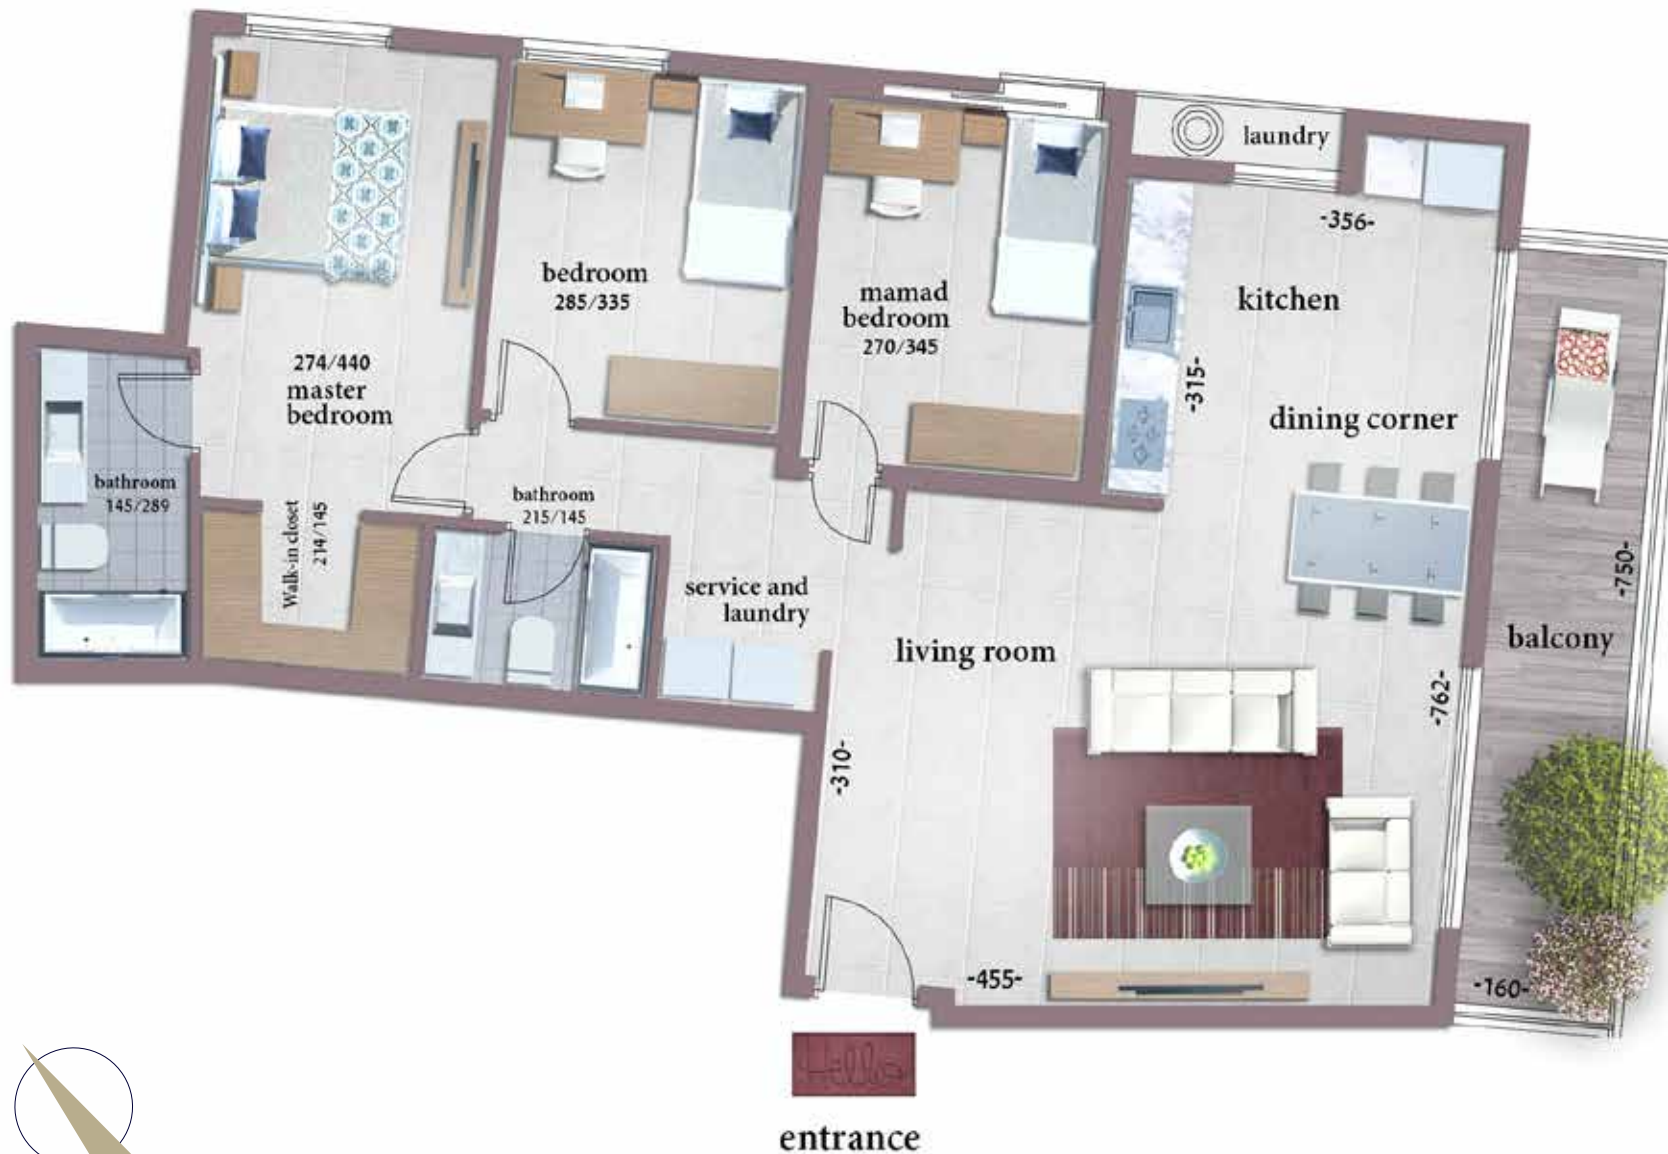 laundry
-356-
bedroom
285/335
mamad
bedroom
270/345
kitchen
274/440
master
bedroom
-315-
dining corner
bathroom
145/289
Walk-in closet
214/145
bathroom
215/145
service and
laundry
living room
-750-
balcony
-762-
-310-
-455-
-160-
Hills
entrance